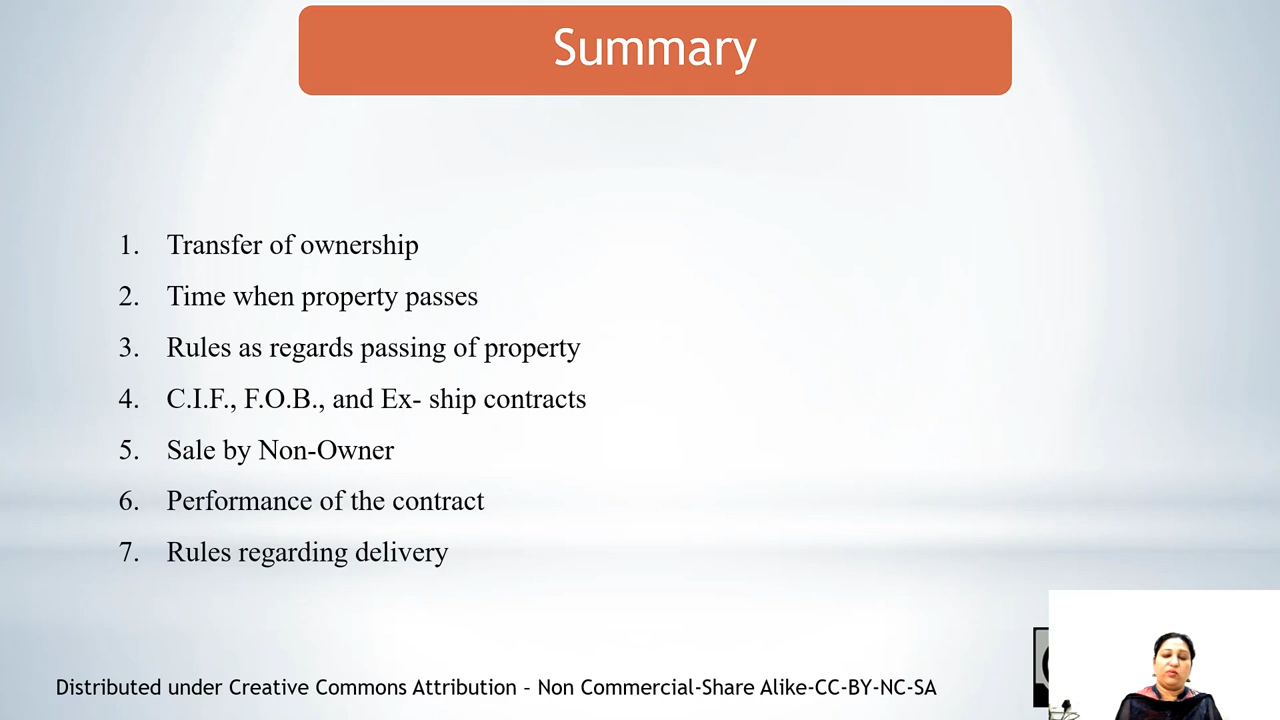 Summary
1. Transfer of ownership
2. Time when property passes
3. Rules as regards passing of property
4. C.I.F., F.O.B., and Ex- ship contracts
5. Sale by Non-Owner
6. Performance of the contract
7. Rules regarding delivery
Distributed under Creative Commons Attribution – Non Commercial-Share Alike-CC-BY-NC-SA